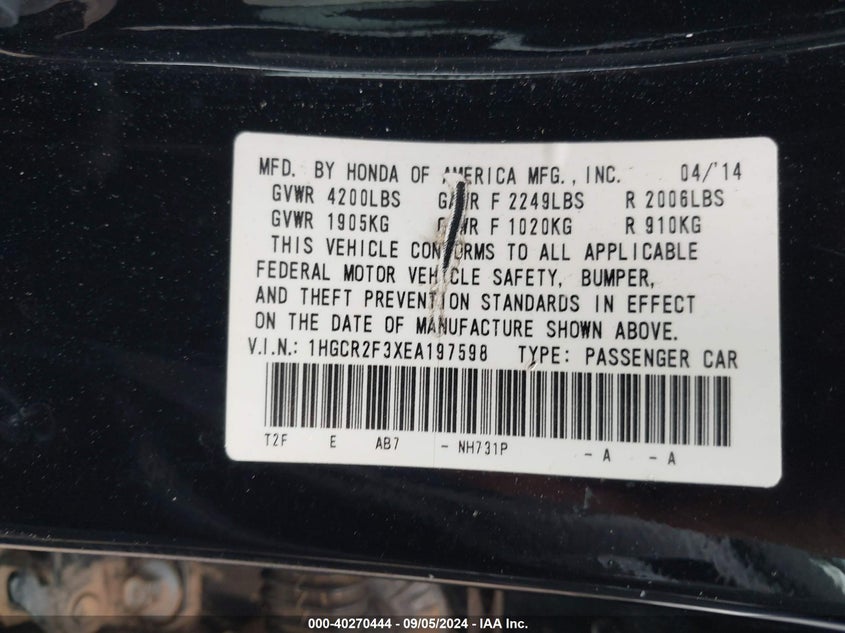 MFD. BY HONDA OF AMERICA MFG., INC. 04/'14
GVWR 4200LBS GAWR F 2249LBS R 2006LBS
GVWR 1905KG GAWR F 1020KG R 910KG
THIS VEHICLE CONFORMS TO ALL APPLICABLE
FEDERAL MOTOR VEHICLE SAFETY, BUMPER,
AND THEFT PREVENTION STANDARDS IN EFFECT
ON THE DATE OF MANUFACTURE SHOWN ABOVE.
V.I.N.: 1HGCR2F3XEA197598 TYPE: PASSENGER CAR
T2F E AB7 - NH731P - A - A
000-40270444 - 09/05/2024 - IAA Inc.